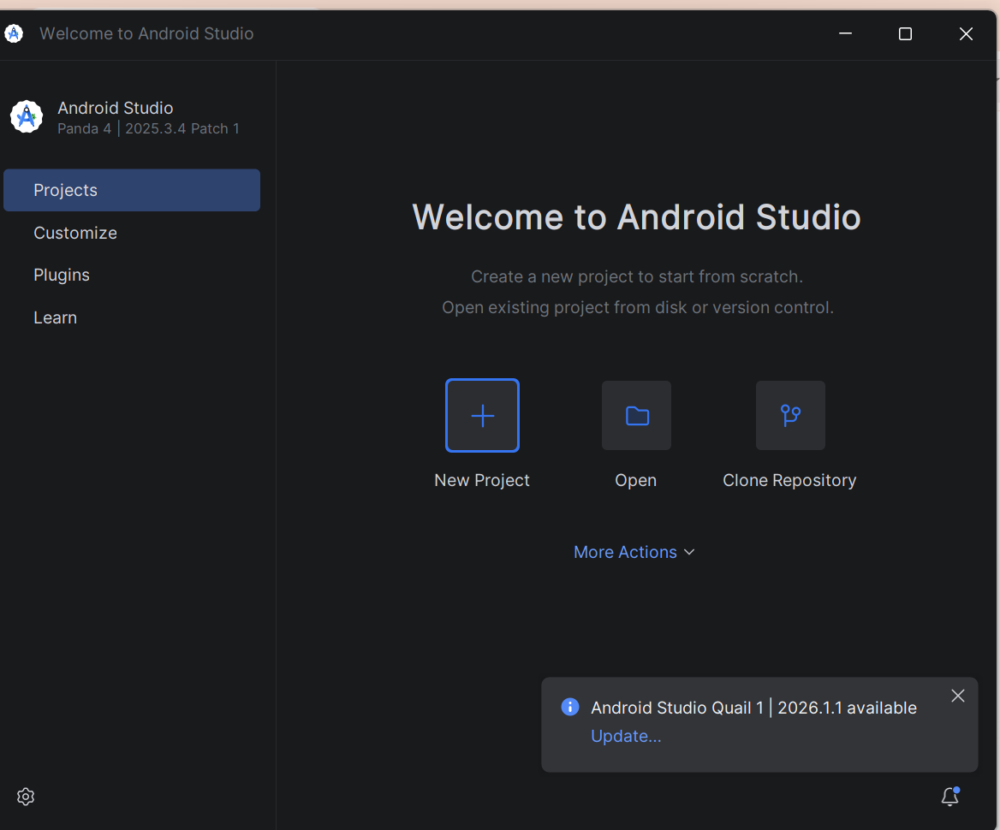 Welcome to Android Studio
Android Studio
Panda 4 | 2025.3.4 Patch 1
Projects
Customize
Plugins
Learn
Welcome to Android Studio
Create a new project to start from scratch.
Open existing project from disk or version control.
New Project
Open
Clone Repository
More Actions
Android Studio Quail 1 | 2026.1.1 available
Update...